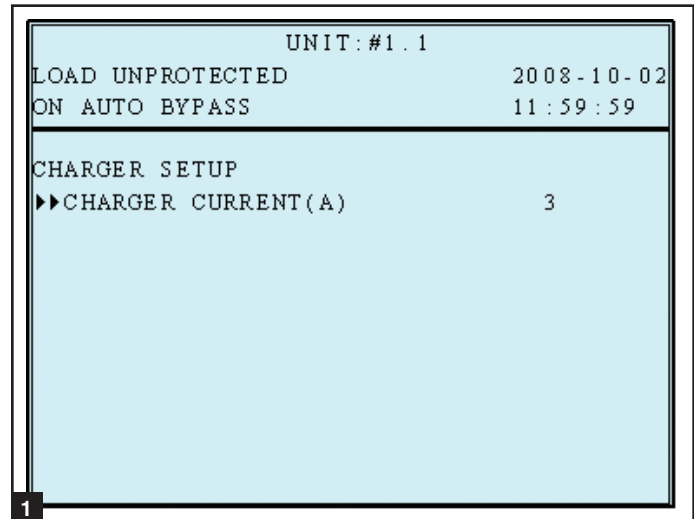 UNIT:#1.1
LOAD UNPROTECTED 2008-10-02
ON AUTO BYPASS 11:59:59
CHARGER SETUP
▶▶CHARGER CURRENT(A) 3
1